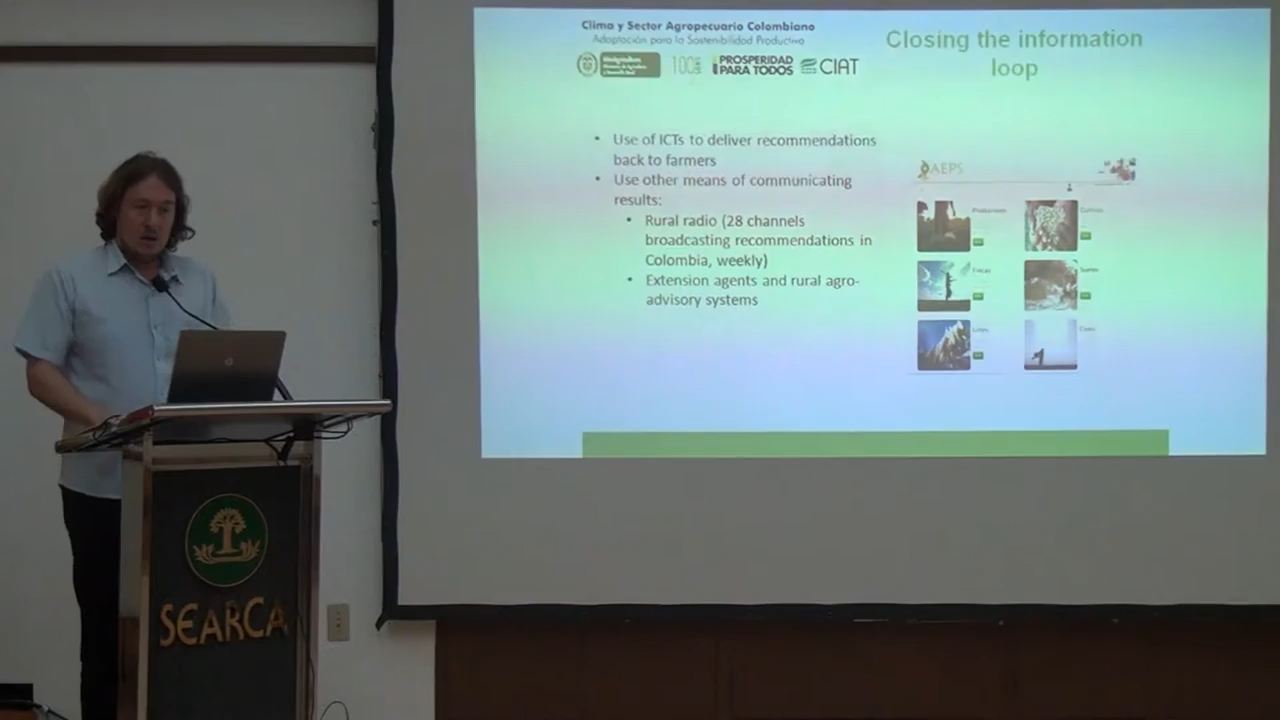 Clima y Sector Agropecuario Colombiano
Adaptación para la Sostenibilidad Productiva
PROSPERIDAD
PARA TODOS
CIAT
Closing the information
loop
• Use of ICTs to deliver recommendations
back to farmers
• Use other means of communicating
results:
• Rural radio (28 channels
broadcasting recommendations in
Colombia, weekly)
• Extension agents and rural agro-
advisory systems
AEPS
SEARCA